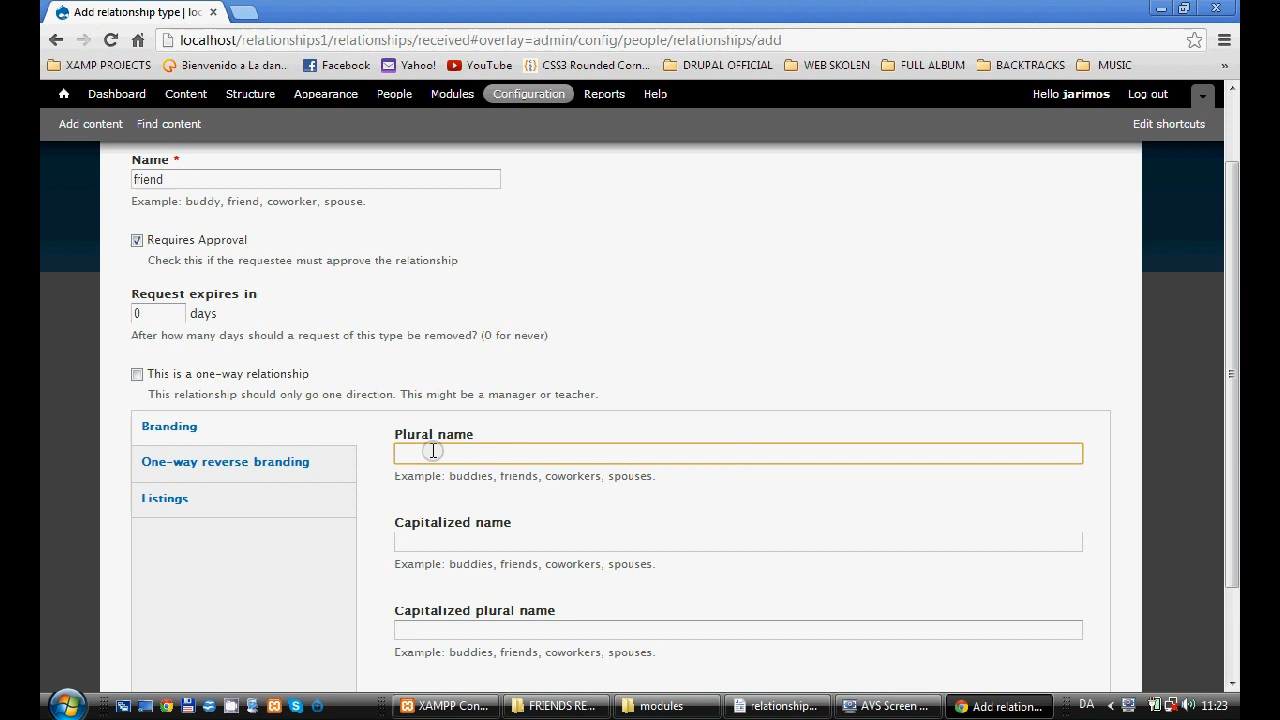 Add relationship type | loc
localhost/relationships1/relationships/received#overlay=admin/config/people/relationships/add
XAMP PROJECTS Bienvenido a La dan... Facebook Yahoo! YouTube CSS3 Rounded Corn... DRUPAL OFFICIAL WEB SKOLEN FULL ALBUM BACKTRACKS MUSIC »
Dashboard Content Structure Appearance People Modules Configuration Reports Help Hello jarimos Log out
Add content Find content Edit shortcuts
Name *
friend
Example: buddy, friend, coworker, spouse.
Requires Approval
Check this if the requestee must approve the relationship
Request expires in
0 days
After how many days should a request of this type be removed? (0 for never)
This is a one-way relationship
This relationship should only go one direction. This might be a manager or teacher.
Branding
One-way reverse branding
Listings
Plural name
Example: buddies, friends, coworkers, spouses.
Capitalized name
Example: buddies, friends, coworkers, spouses.
Capitalized plural name
Example: buddies, friends, coworkers, spouses.
XAMPP Con... FRIENDS RE... modules relationship... AVS Screen ... Add relation... DA 11:23